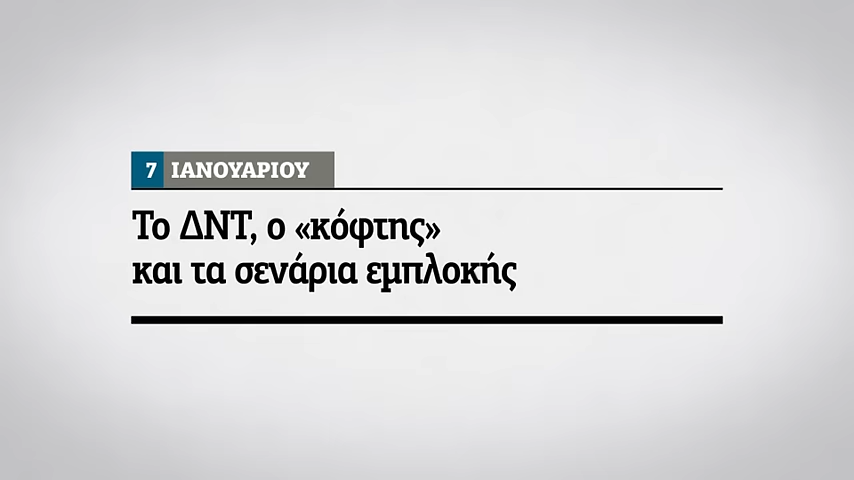 7 ΙΑΝΟΥΑΡΙΟΥ
Το ΔΝΤ, ο «κόφτης»
και τα σενάρια εμπλοκής